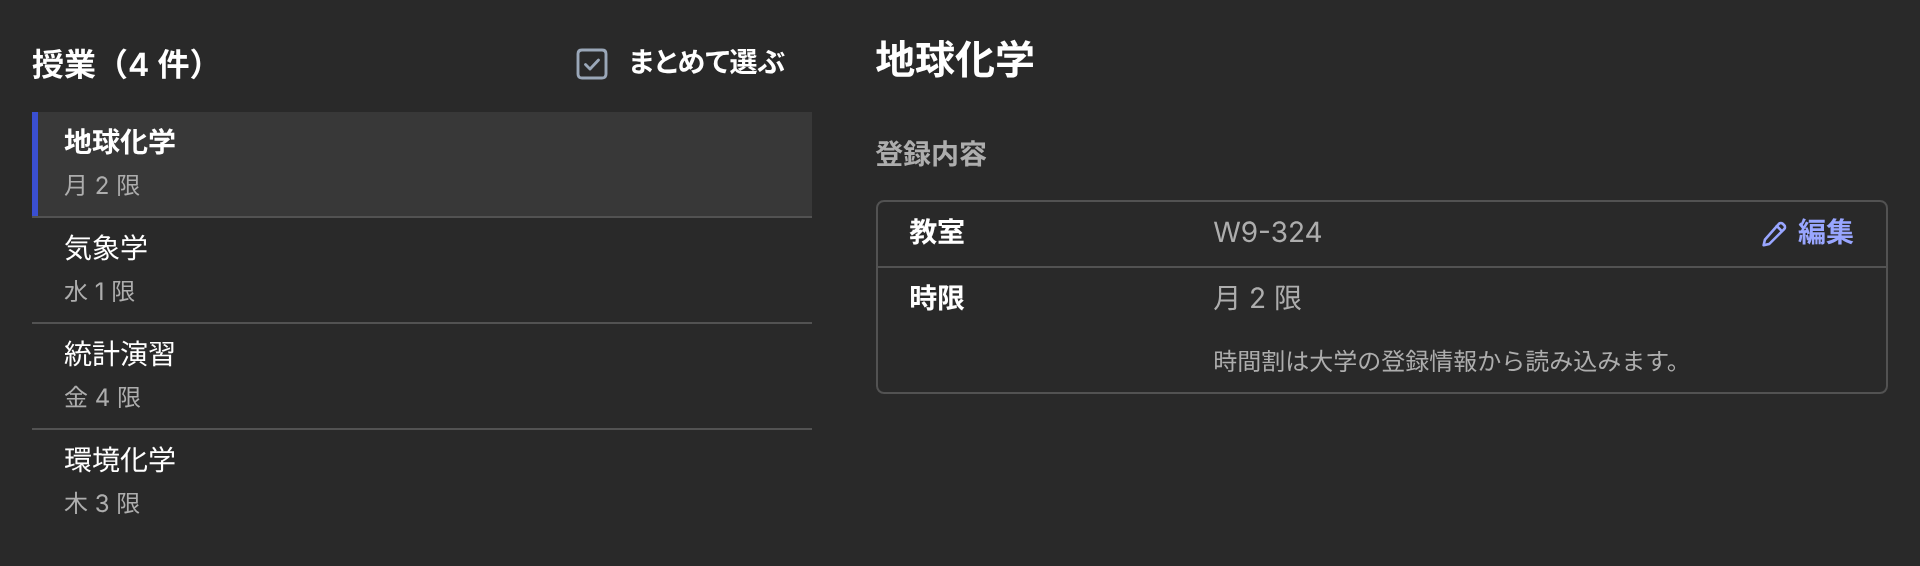 授業（4 件）
まとめて選ぶ
地球化学
月 2 限
気象学
水 1 限
統計演習
金 4 限
環境化学
木 3 限
地球化学
登録内容
教室 W9-324 編集
時限 月 2 限
時間割は大学の登録情報から読み込みます。